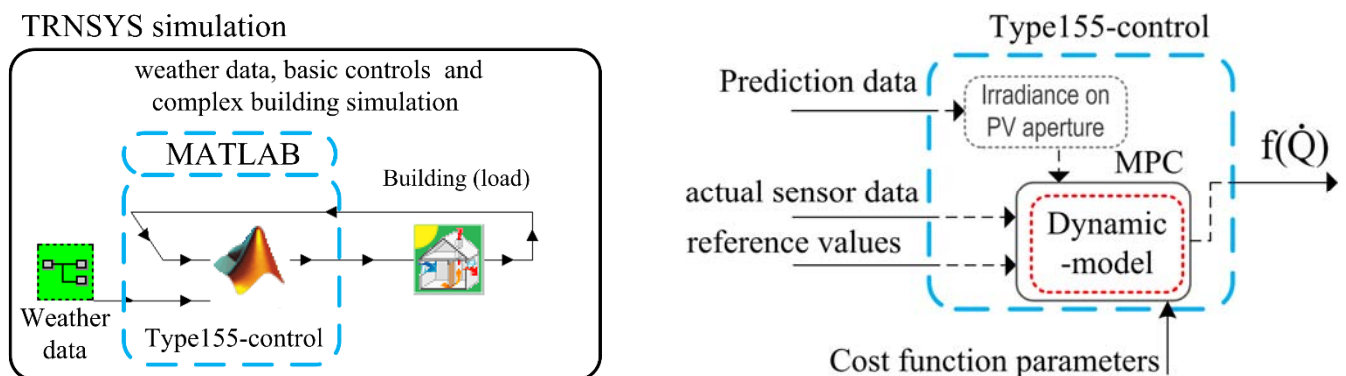 TRNSYS simulation
weather data, basic controls and
complex building simulation
MATLAB
Building (load)
Weather
data
Type155-control
Type155-control
Prediction data
Irradiance on
PV aperture
MPC
f(Q̇)
actual sensor data
reference values
Dynamic
-model
Cost function parameters